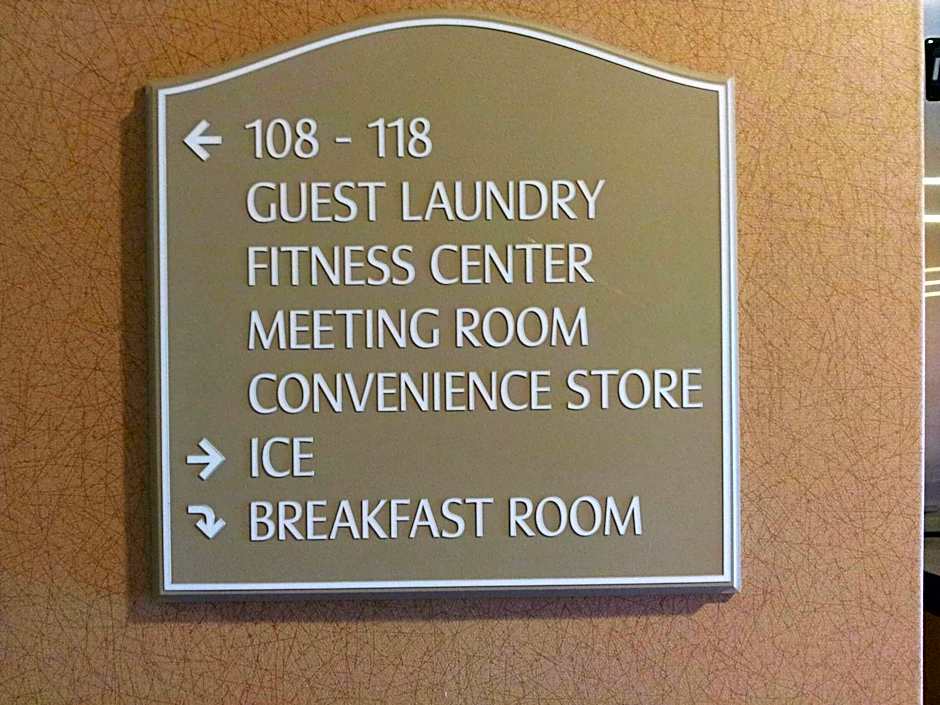 ← 108 - 118
GUEST LAUNDRY
FITNESS CENTER
MEETING ROOM
CONVENIENCE STORE
→ ICE
⤵ BREAKFAST ROOM